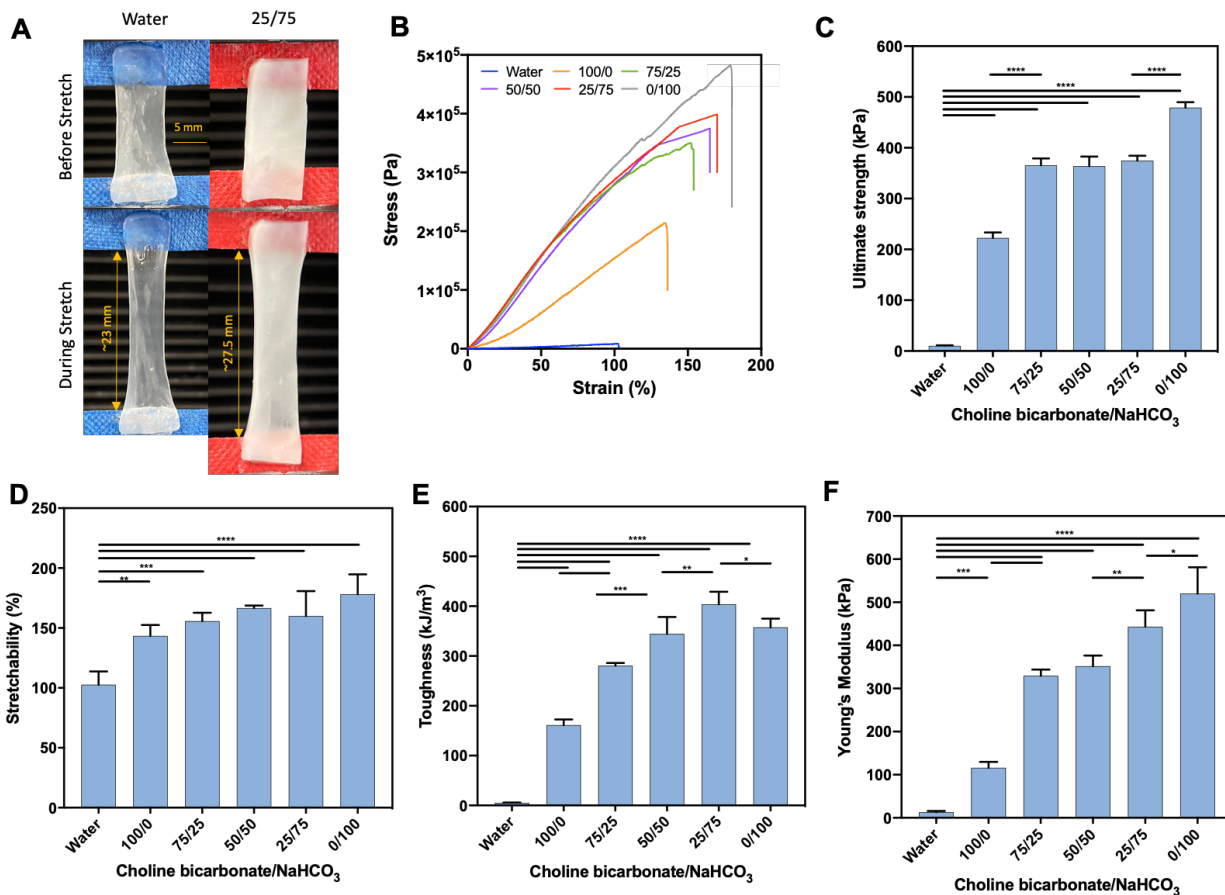 A
Water
25/75
Before Stretch
5 mm
During Stretch
~23 mm
~27.5 mm
B
5×10⁵
4×10⁵
3×10⁵
2×10⁵
1×10⁵
0
Stress (Pa)
Water 100/0 75/25
50/50 25/75 0/100
0 50 100 150 200
Strain (%)
C
600
500
400
300
200
100
0
Ultimate strength (kPa)
**** ****
****
Water 100/0 75/25 50/50 25/75 0/100
Choline bicarbonate/NaHCO₃
D
250
200
150
100
50
0
Stretchability (%)
****
***
**
Water 100/0 75/25 50/50 25/75 0/100
Choline bicarbonate/NaHCO₃
E
600
500
400
300
200
100
0
Toughness (kJ/m³)
****
*** ** *
Water 100/0 75/25 50/50 25/75 0/100
Choline bicarbonate/NaHCO₃
F
700
600
500
400
300
200
100
0
Young's Modulus (kPa)
****
*** ** *
Water 100/0 75/25 50/50 25/75 0/100
Choline bicarbonate/NaHCO₃